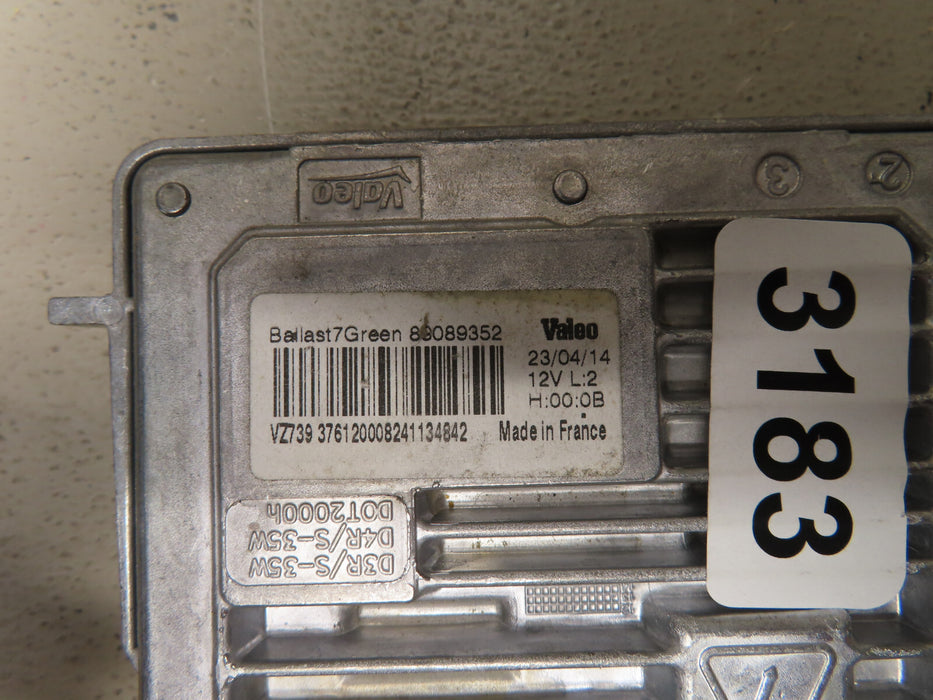 Valeo
3
2
Ballast7Green 89089352
Valeo
23/04/14
12V L:2
H:00:0B
VZ739 376120008241134842
Made in France
3183
D3R/S-35W
D4R/S-35W
DOT2000h